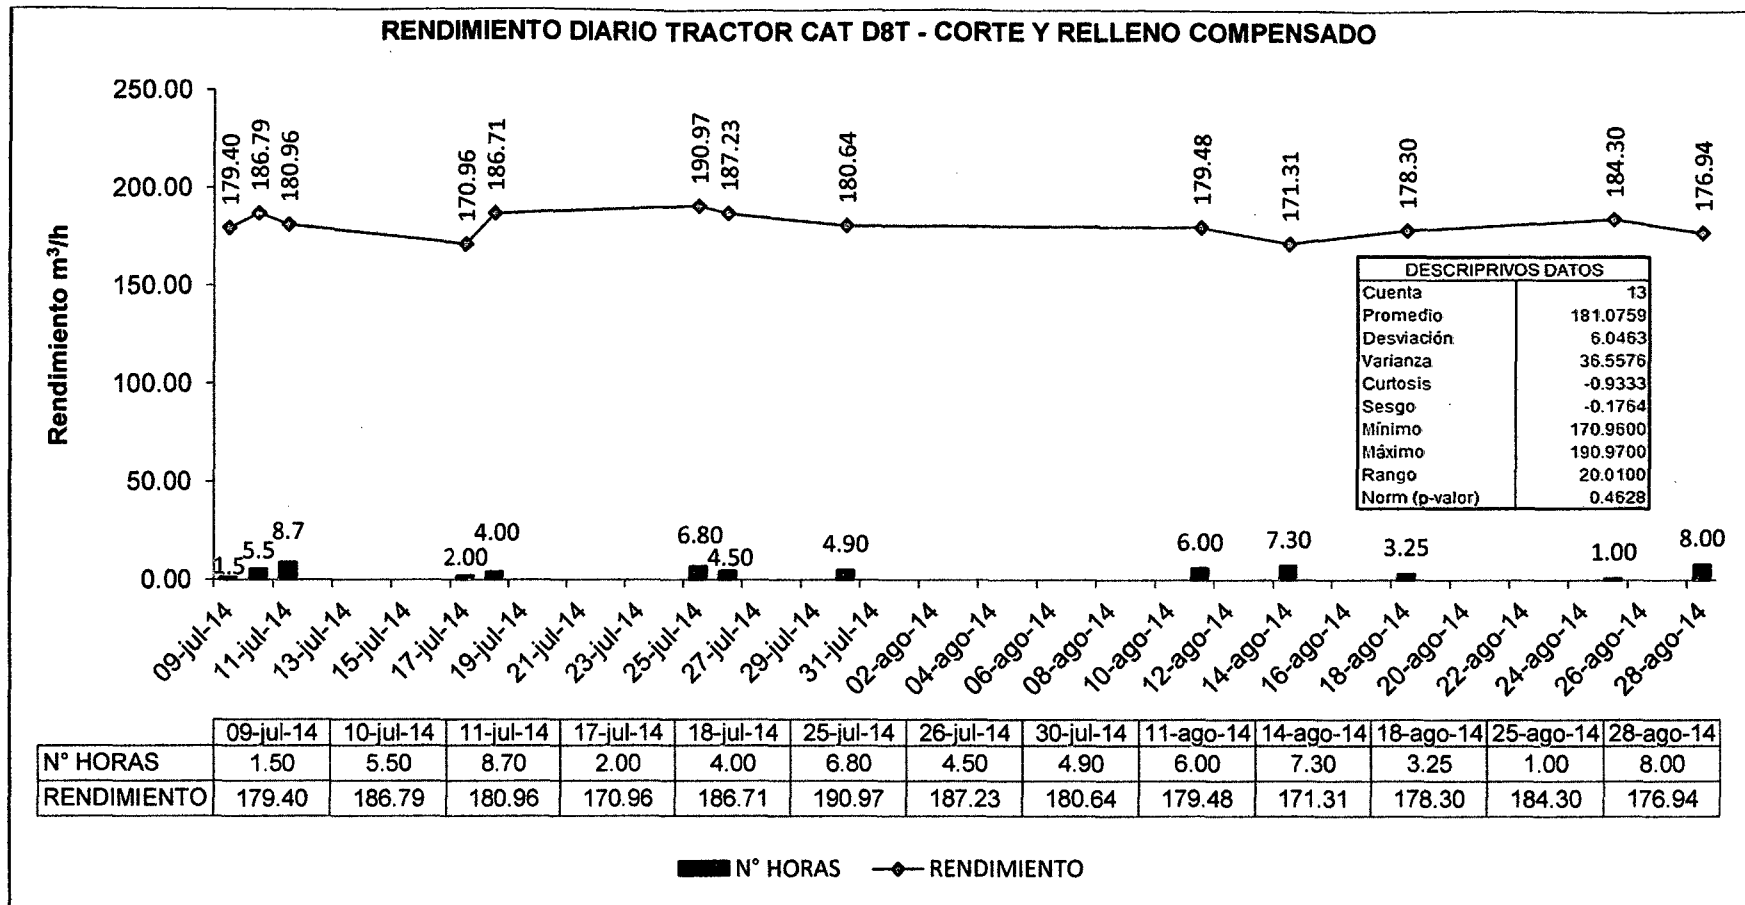 RENDIMIENTO DIARIO TRACTOR CAT D8T - CORTE Y RELLENO COMPENSADO
Rendimiento m³/h
250.00
200.00
150.00
100.00
50.00
0.00
179.40
186.79
180.96
170.96
186.71
190.97
187.23
180.64
179.48
171.31
178.30
184.30
176.94
DESCRIPRIVOS DATOS
Cuenta 13
Promedio 181.0759
Desviación 6.0463
Varianza 36.5576
Curtosis -0.9333
Sesgo -0.1764
Mínimo 170.9600
Máximo 190.9700
Rango 20.0100
Norm (p-valor) 0.4628
1.5
5.5
8.7
2.00
4.00
6.80
4.50
4.90
6.00
7.30
3.25
1.00
8.00
09-jul-14
11-jul-14
13-jul-14
15-jul-14
17-jul-14
19-jul-14
21-jul-14
23-jul-14
25-jul-14
27-jul-14
29-jul-14
31-jul-14
02-ago-14
04-ago-14
06-ago-14
08-ago-14
10-ago-14
12-ago-14
14-ago-14
16-ago-14
18-ago-14
20-ago-14
22-ago-14
24-ago-14
26-ago-14
28-ago-14
09-jul-14 10-jul-14 11-jul-14 17-jul-14 18-jul-14 25-jul-14 26-jul-14 30-jul-14 11-ago-14 14-ago-14 18-ago-14 25-ago-14 28-ago-14
N° HORAS 1.50 5.50 8.70 2.00 4.00 6.80 4.50 4.90 6.00 7.30 3.25 1.00 8.00
RENDIMIENTO 179.40 186.79 180.96 170.96 186.71 190.97 187.23 180.64 179.48 171.31 178.30 184.30 176.94
N° HORAS RENDIMIENTO